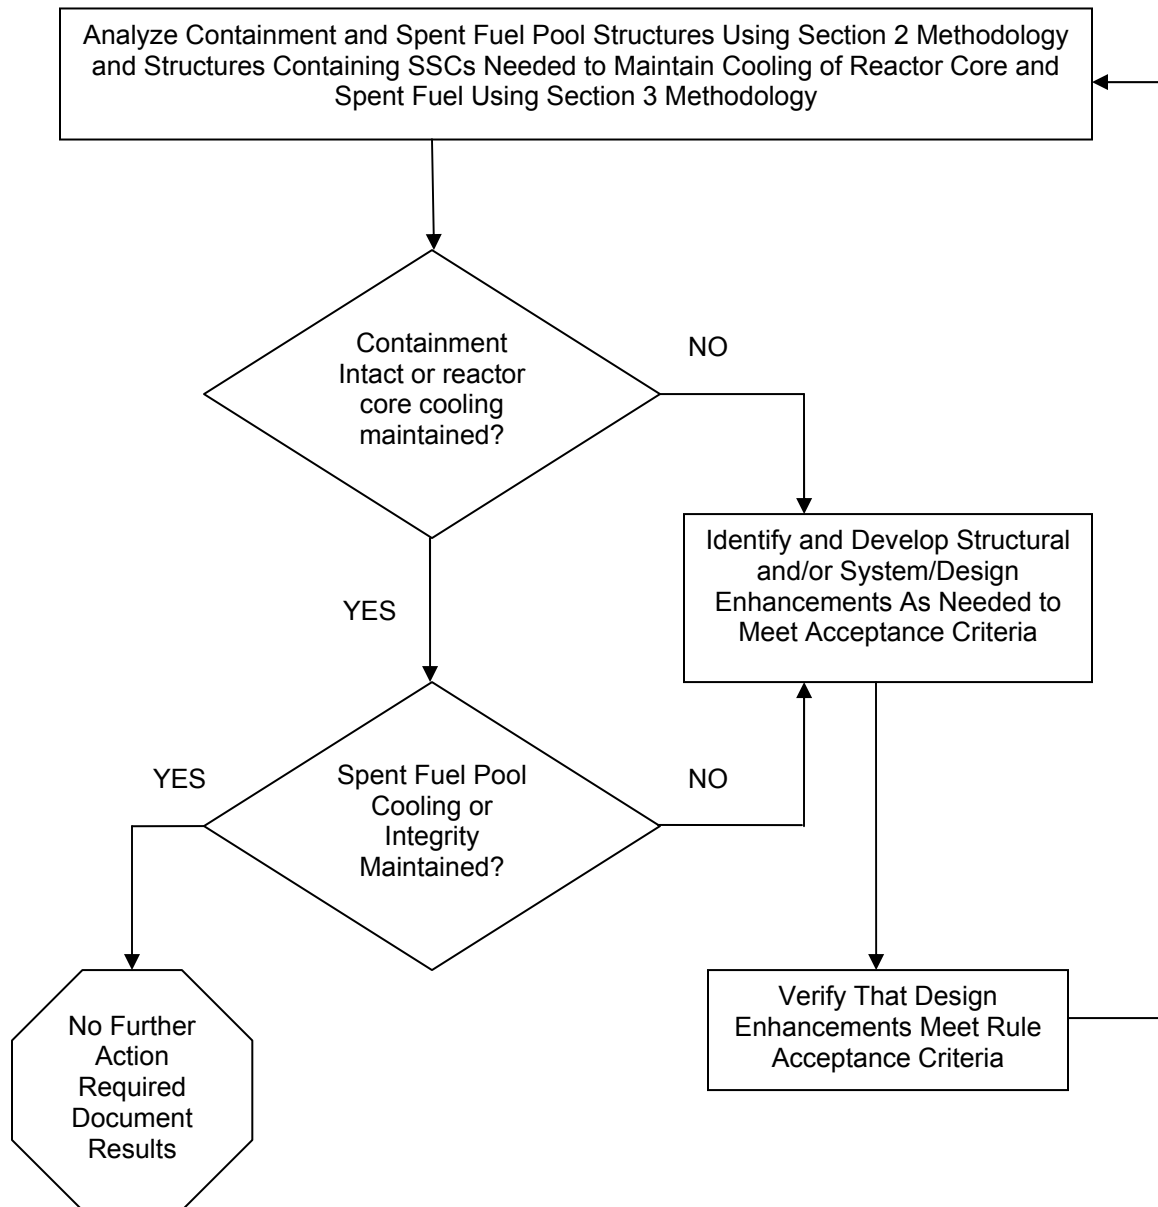 Analyze Containment and Spent Fuel Pool Structures Using Section 2 Methodology
and Structures Containing SSCs Needed to Maintain Cooling of Reactor Core and
Spent Fuel Using Section 3 Methodology
Containment
Intact or reactor
core cooling
maintained?
NO
YES
Identify and Develop Structural
and/or System/Design
Enhancements As Needed to
Meet Acceptance Criteria
YES
Spent Fuel Pool
Cooling or
Integrity
Maintained?
NO
No Further
Action
Required
Document
Results
Verify That Design
Enhancements Meet Rule
Acceptance Criteria